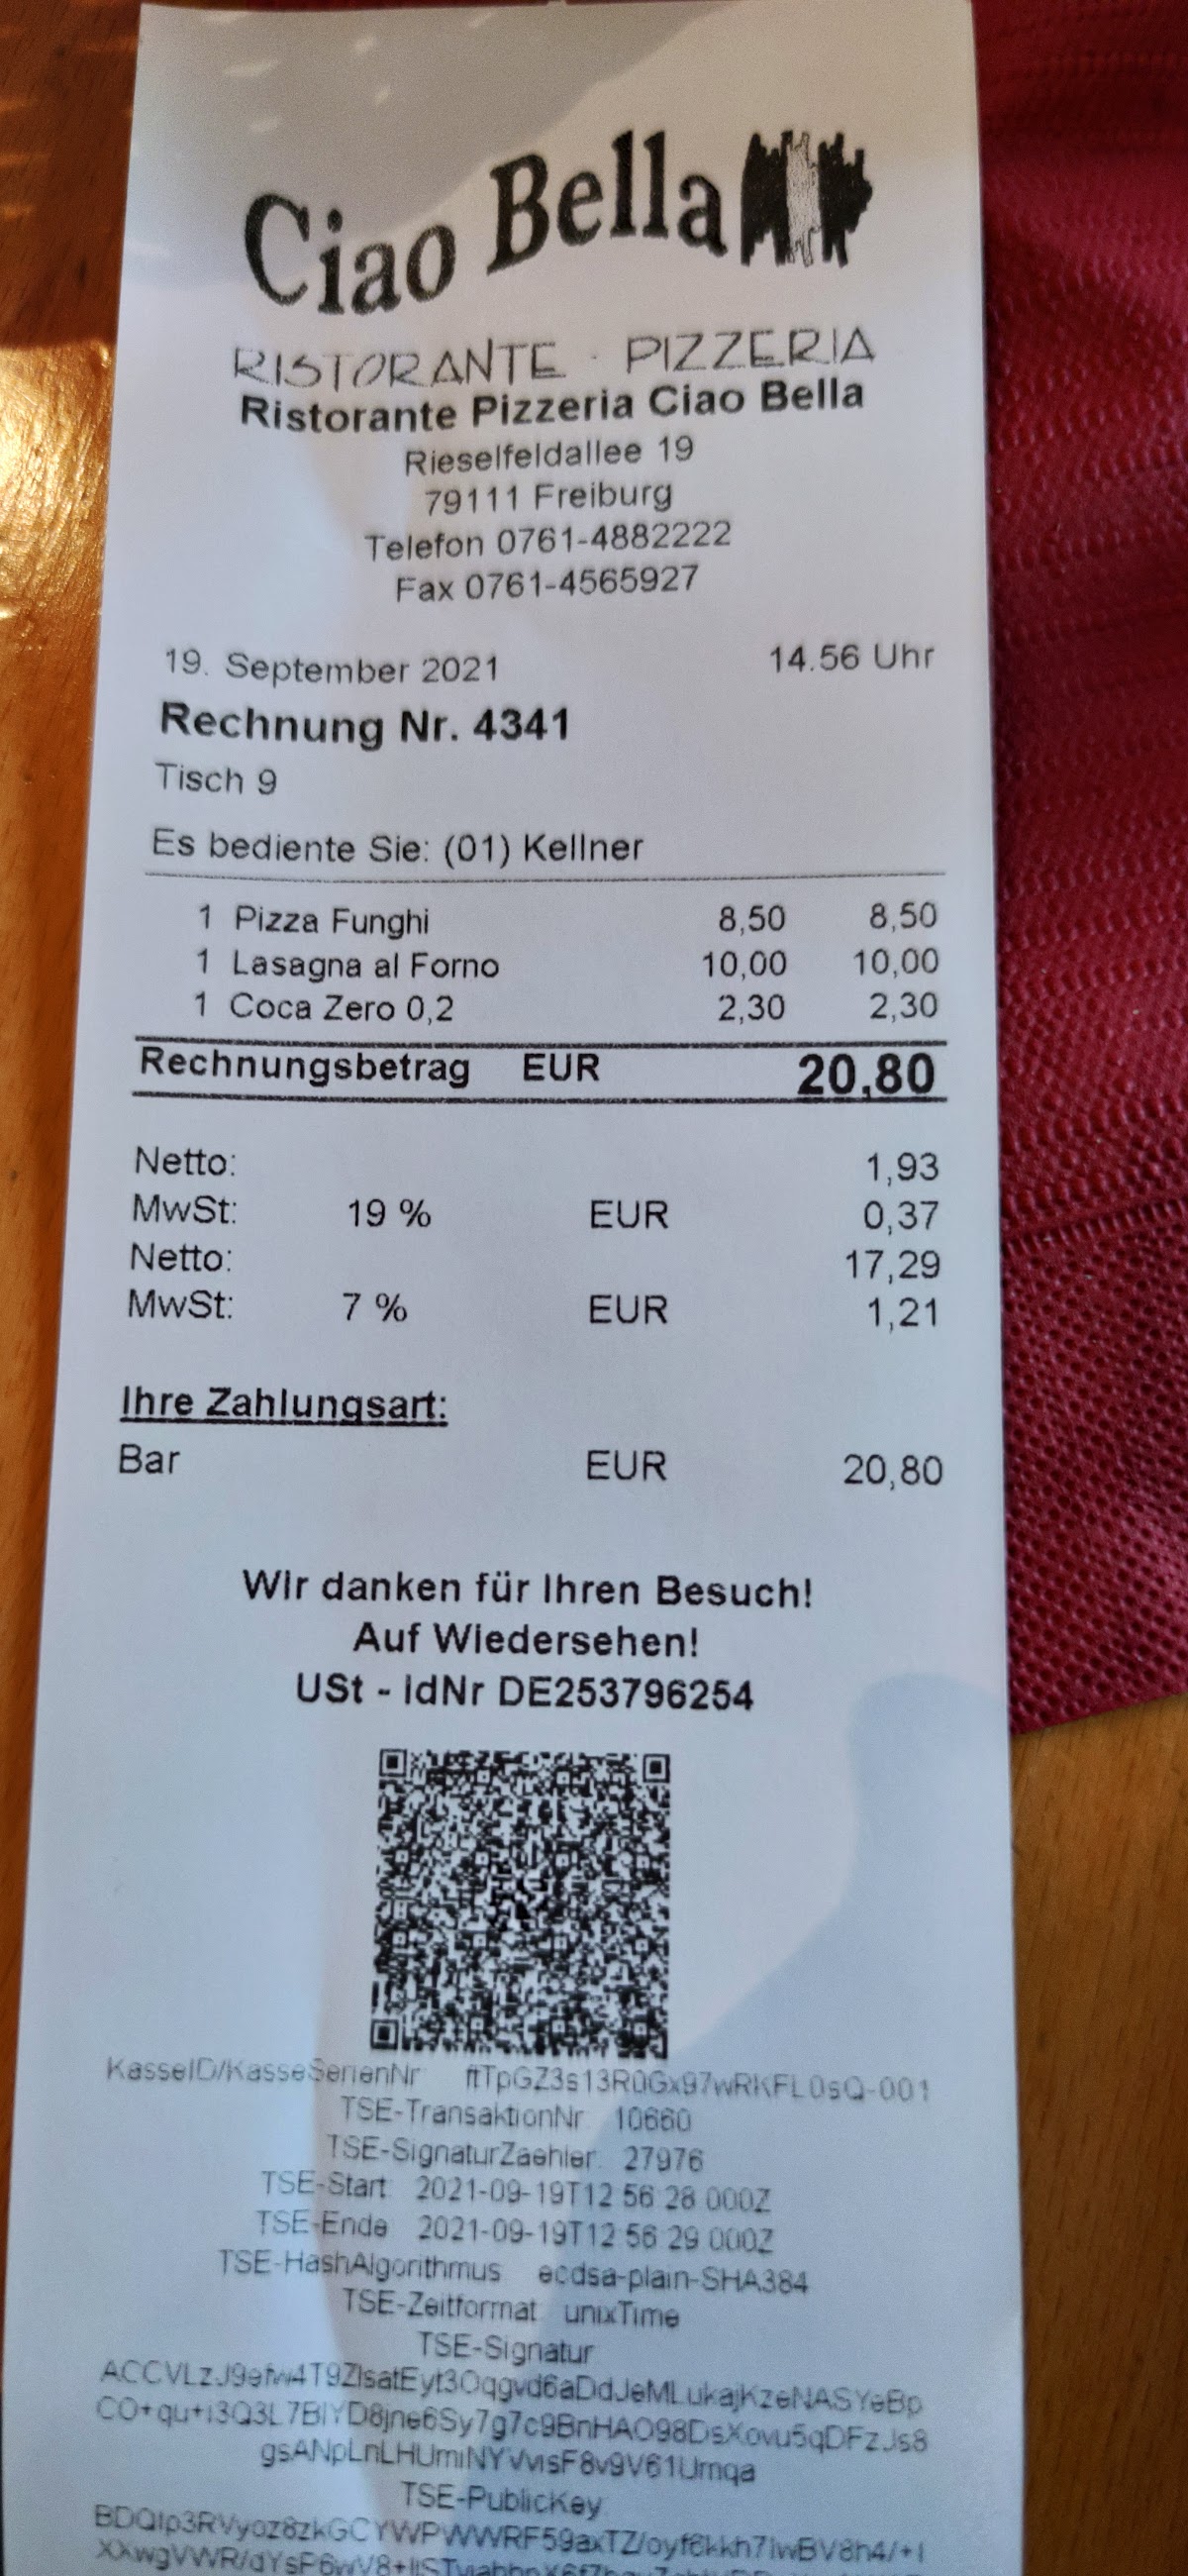 Ciao Bella
RISTORANTE · PIZZERIA
Ristorante Pizzeria Ciao Bella
Rieselfeldallee 19
79111 Freiburg
Telefon 0761-4882222
Fax 0761-4565927
19. September 2021 14.56 Uhr
Rechnung Nr. 4341
Tisch 9
Es bediente Sie: (01) Kellner
1 Pizza Funghi 8,50 8,50
1 Lasagna al Forno 10,00 10,00
1 Coca Zero 0,2 2,30 2,30
Rechnungsbetrag EUR 20,80
Netto: 1,93
MwSt: 19 % EUR 0,37
Netto: 17,29
MwSt: 7 % EUR 1,21
Ihre Zahlungsart:
Bar EUR 20,80
Wir danken für Ihren Besuch!
Auf Wiedersehen!
USt - IdNr DE253796254
KasseID/KasseSerienNr
TSE-TransaktionNr 10660
TSE-SignaturZaehler: 27976
TSE-Start 2021-09-19T12:56:28.000Z
TSE-Ende 2021-09-19T12:56:29.000Z
TSE-HashAlgorithmus ecdsa-plain-SHA384
TSE-Zeitformat unixTime
TSE-Signatur
TSE-PublicKey